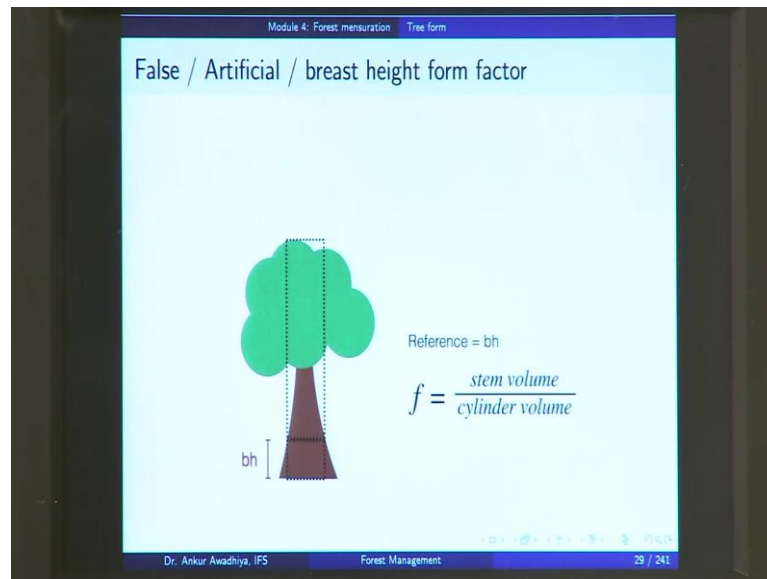 Module 4: Forest mensuration Tree form
False / Artificial / breast height form factor
Reference = bh
f = stem volume
cylinder volume
bh
Dr. Ankur Awadhiya, IFS Forest Management 29 / 241